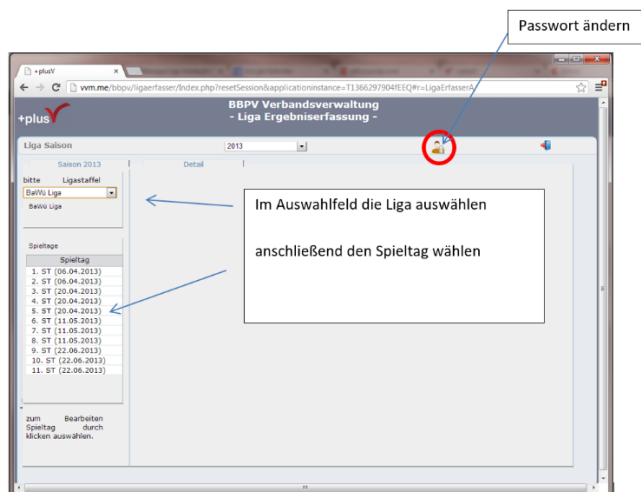 Passwort ändern
+plusV
vvm.me/bbpv/ligaerfasser/Index.php?resetSession&applicationinstance=T1366297904fEEQ#r=LigaErfasserA
+plus
BBPV Verbandsverwaltung
- Liga Ergebniserfassung -
Liga Saison
2013
Saison 2013
Detail
bitte Ligastaffel
BaWü Liga
BaWü Liga
Im Auswahlfeld die Liga auswählen
anschließend den Spieltag wählen
Spieltage
Spieltag
1. ST (06.04.2013)
2. ST (06.04.2013)
3. ST (20.04.2013)
4. ST (20.04.2013)
5. ST (20.04.2013)
6. ST (11.05.2013)
7. ST (11.05.2013)
8. ST (11.05.2013)
9. ST (22.06.2013)
10. ST (22.06.2013)
11. ST (22.06.2013)
zum Bearbeiten
Spieltag durch
klicken auswählen.